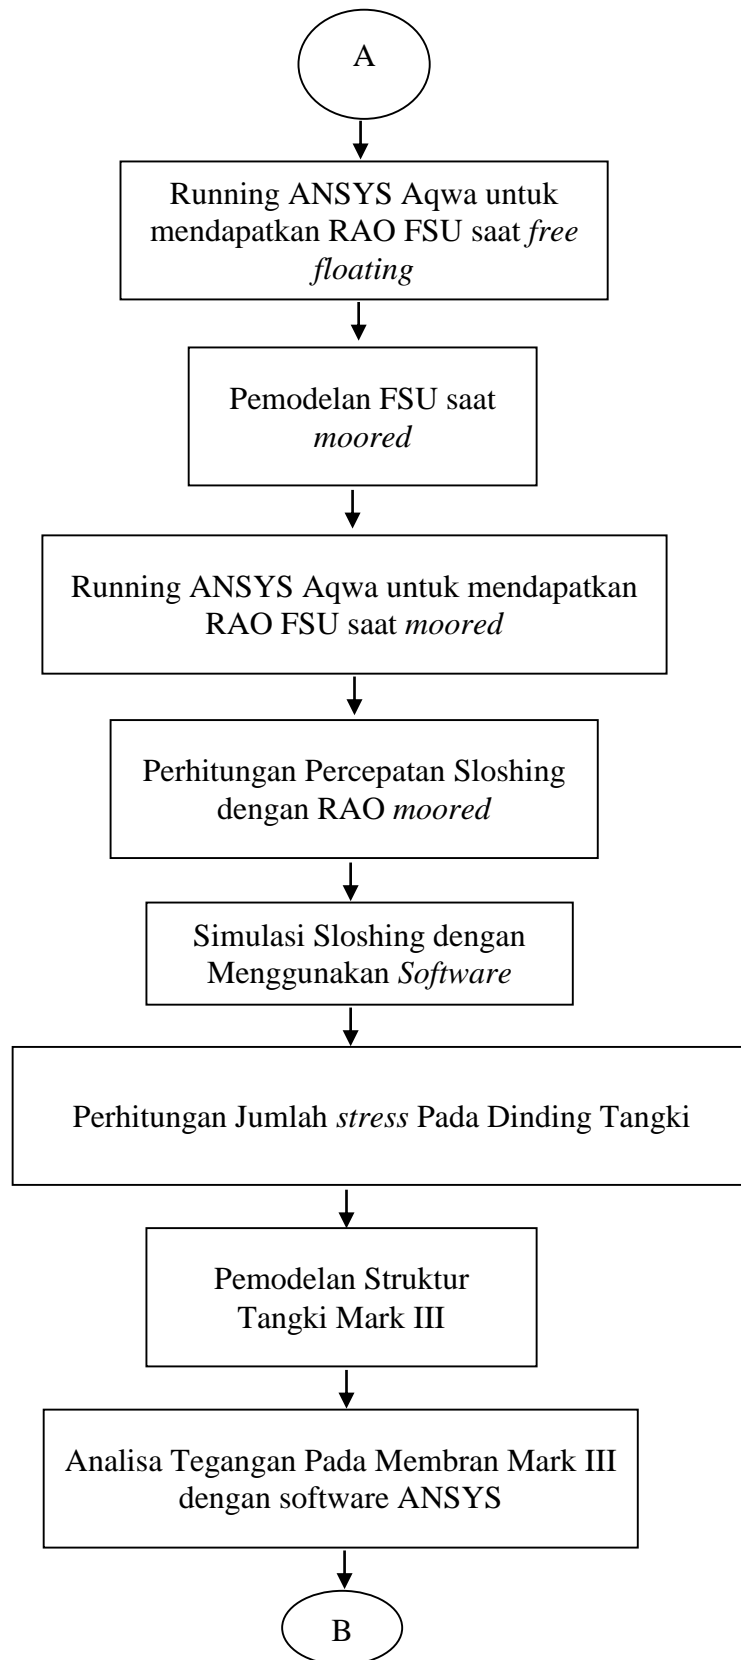 A
Running ANSYS Aqwa untuk
mendapatkan RAO FSU saat free
floating
Pemodelan FSU saat
moored
Running ANSYS Aqwa untuk mendapatkan
RAO FSU saat moored
Perhitungan Percepatan Sloshing
dengan RAO moored
Simulasi Sloshing dengan
Menggunakan Software
Perhitungan Jumlah stress Pada Dinding Tangki
Pemodelan Struktur
Tangki Mark III
Analisa Tegangan Pada Membran Mark III
dengan software ANSYS
B